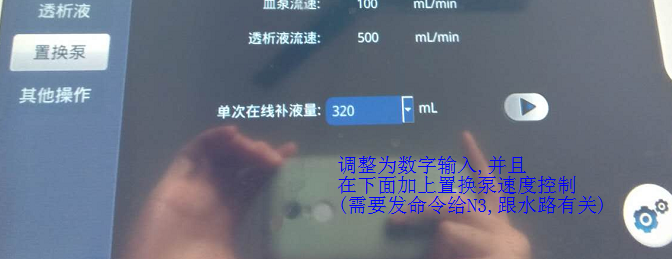 透析液
血泵流速: 100 mL/min
透析液流速: 500 mL/min
置换泵
其他操作
单次在线补液量: 320 mL
调整为数字输入,并且
在下面加上置换泵速度控制
(需要发命令给N3,跟水路有关)